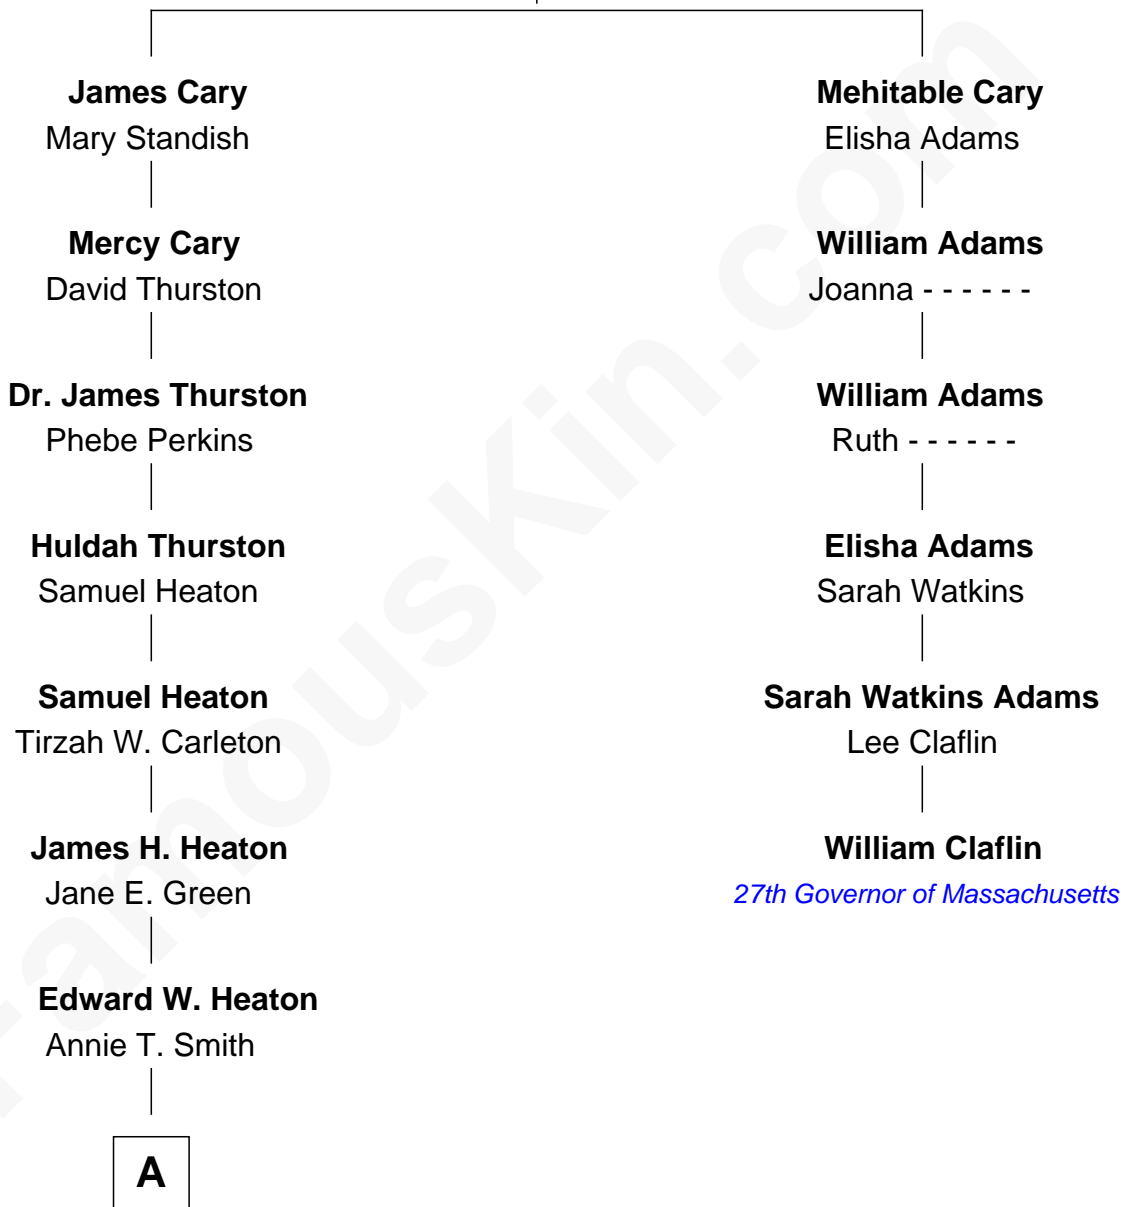 James Cary
Mary Standish
Mehitable Cary
Elisha Adams
Mercy Cary
David Thurston
William Adams
Joanna - - - - - -
Dr. James Thurston
Phebe Perkins
William Adams
Ruth - - - - - -
Huldah Thurston
Samuel Heaton
Elisha Adams
Sarah Watkins
Samuel Heaton
Tirzah W. Carleton
Sarah Watkins Adams
Lee Claflin
James H. Heaton
Jane E. Green
William Claflin
27th Governor of Massachusetts
Edward W. Heaton
Annie T. Smith
A
FamousKin.com